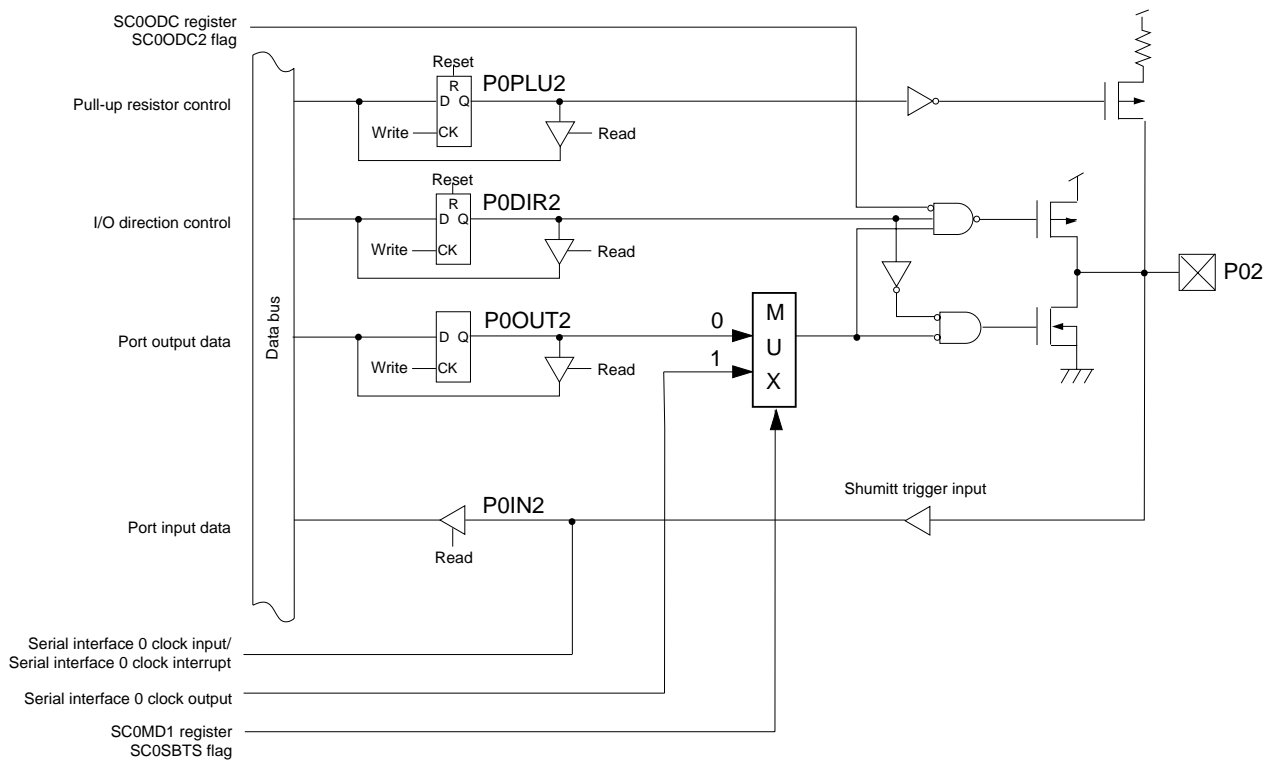 SC0ODC register
SC0ODC2 flag
Reset
R
D Q
CK
P0PLU2
Pull-up resistor control
Write
Read
Reset
R
D Q
CK
P0DIR2
I/O direction control
Write
Read
P02
Data bus
P0OUT2
D Q
CK
Port output data
Write
Read
0
1
M
U
X
Shumitt trigger input
P0IN2
Port input data
Read
Serial interface 0 clock input/
Serial interface 0 clock interrupt
Serial interface 0 clock output
SC0MD1 register
SC0SBTS flag